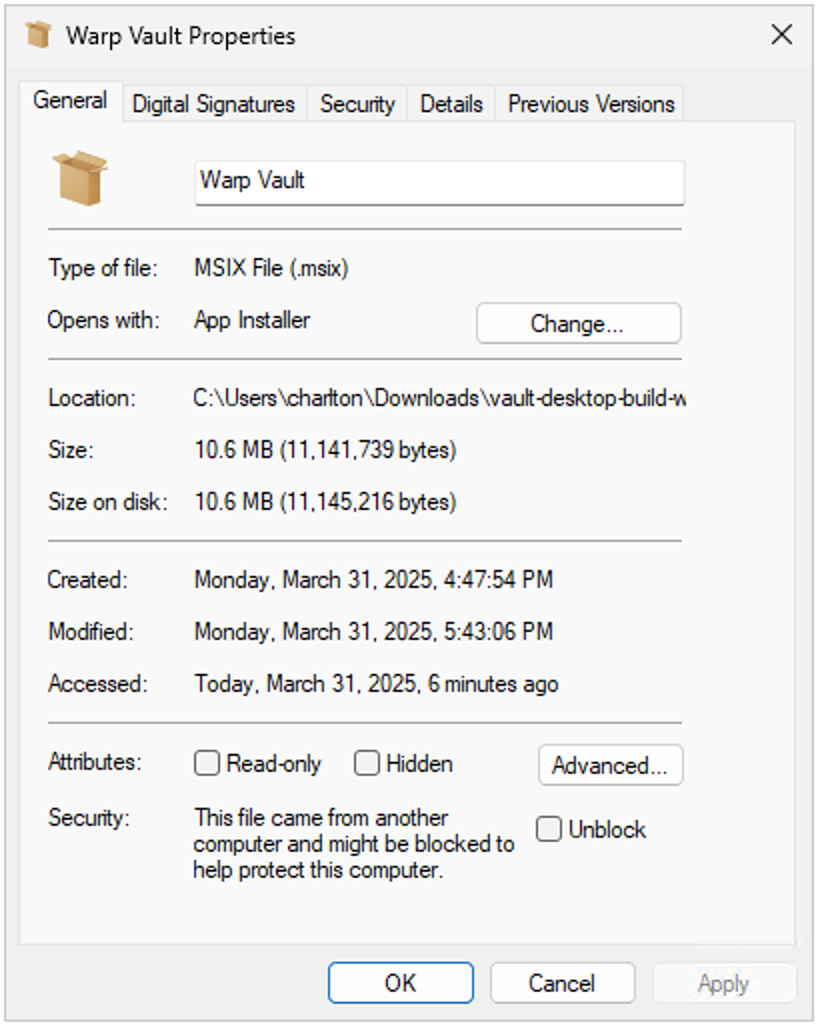 Warp Vault Properties
General Digital Signatures Security Details Previous Versions
Warp Vault
Type of file: MSIX File (.msix)
Opens with: App Installer Change...
Location: C:\Users\charlton\Downloads\vault-desktop-build-w
Size: 10.6 MB (11,141,739 bytes)
Size on disk: 10.6 MB (11,145,216 bytes)
Created: Monday, March 31, 2025, 4:47:54 PM
Modified: Monday, March 31, 2025, 5:43:06 PM
Accessed: Today, March 31, 2025, 6 minutes ago
Attributes: Read-only Hidden Advanced...
Security: This file came from another
computer and might be blocked to
help protect this computer.
Unblock
OK Cancel Apply